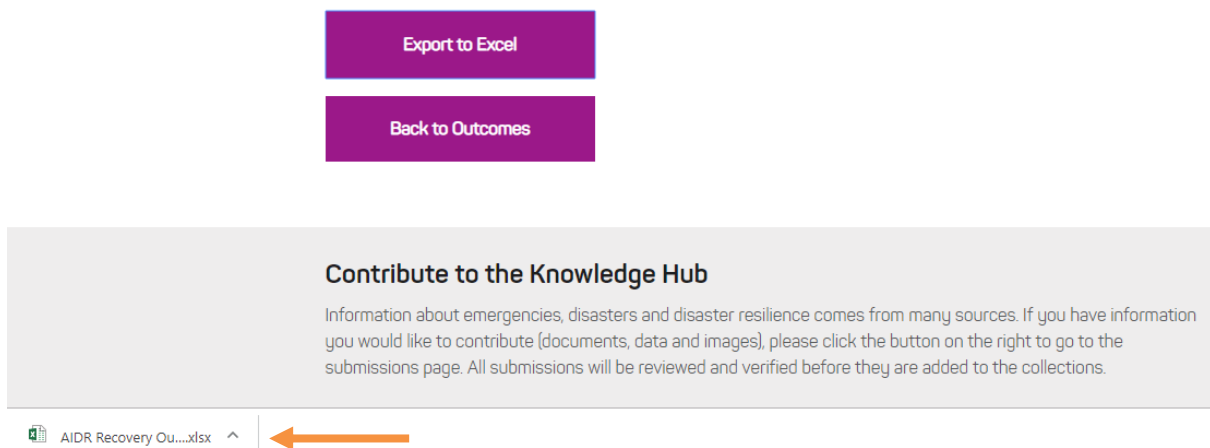 Export to Excel
Back to Outcomes
Contribute to the Knowledge Hub
Information about emergencies, disasters and disaster resilience comes from many sources. If you have information
you would like to contribute (documents, data and images), please click the button on the right to go to the
submissions page. All submissions will be reviewed and verified before they are added to the collections.
AIDR Recovery Ou....xlsx